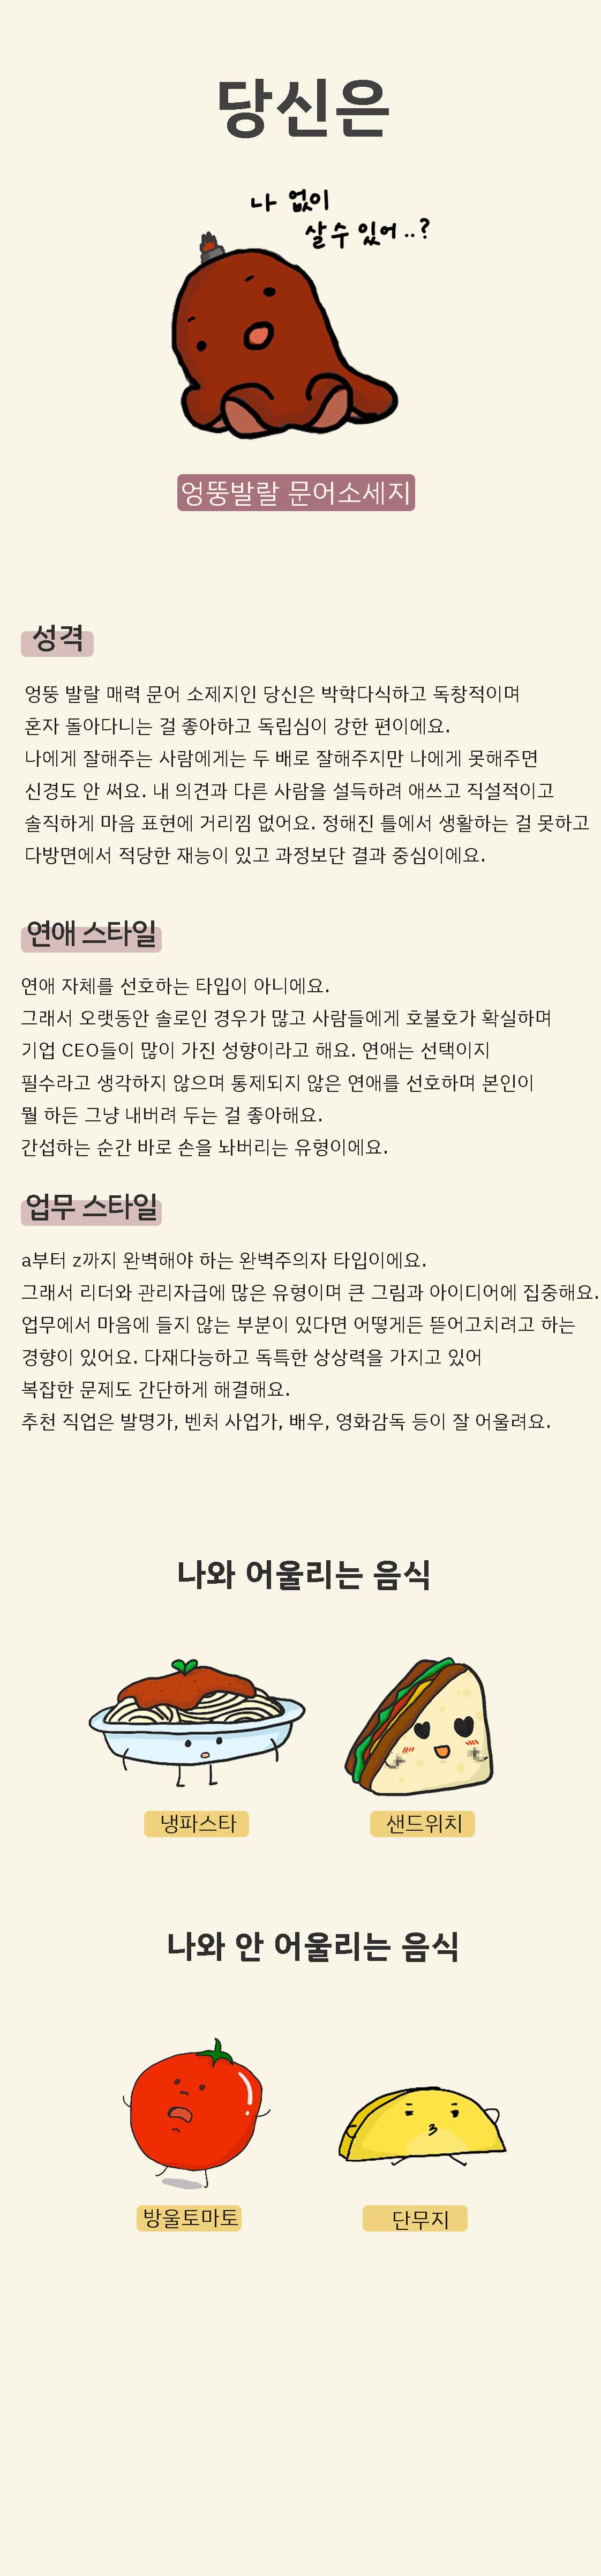 당신은
나 없이
살 수 있어..?
엉뚱발랄 문어소세지
성격
엉뚱 발랄 매력 문어 소제지인 당신은 박학다식하고 독창적이며
혼자 돌아다니는 걸 좋아하고 독립심이 강한 편이에요.
나에게 잘해주는 사람에게는 두 배로 잘해주지만 나에게 못해주면
신경도 안 써요. 내 의견과 다른 사람을 설득하려 애쓰고 직설적이고
솔직하게 마음 표현에 거리낌 없어요. 정해진 틀에서 생활하는 걸 못하고
다방면에서 적당한 재능이 있고 과정보단 결과 중심이에요.
연애 스타일
연애 자체를 선호하는 타입이 아니에요.
그래서 오랫동안 솔로인 경우가 많고 사람들에게 호불호가 확실하며
기업 CEO들이 많이 가진 성향이라고 해요. 연애는 선택이지
필수라고 생각하지 않으며 통제되지 않은 연애를 선호하며 본인이
뭘 하든 그냥 내버려 두는 걸 좋아해요.
간섭하는 순간 바로 손을 놔버리는 유형이에요.
업무 스타일
a부터 z까지 완벽해야 하는 완벽주의자 타입이에요.
그래서 리더와 관리자급에 많은 유형이며 큰 그림과 아이디어에 집중해요.
업무에서 마음에 들지 않는 부분이 있다면 어떻게든 뜯어고치려고 하는
경향이 있어요. 다재다능하고 독특한 상상력을 가지고 있어
복잡한 문제도 간단하게 해결해요.
추천 직업은 발명가, 벤처 사업가, 배우, 영화감독 등이 잘 어울려요.
나와 어울리는 음식
냉파스타
샌드위치
나와 안 어울리는 음식
방울토마토
단무지